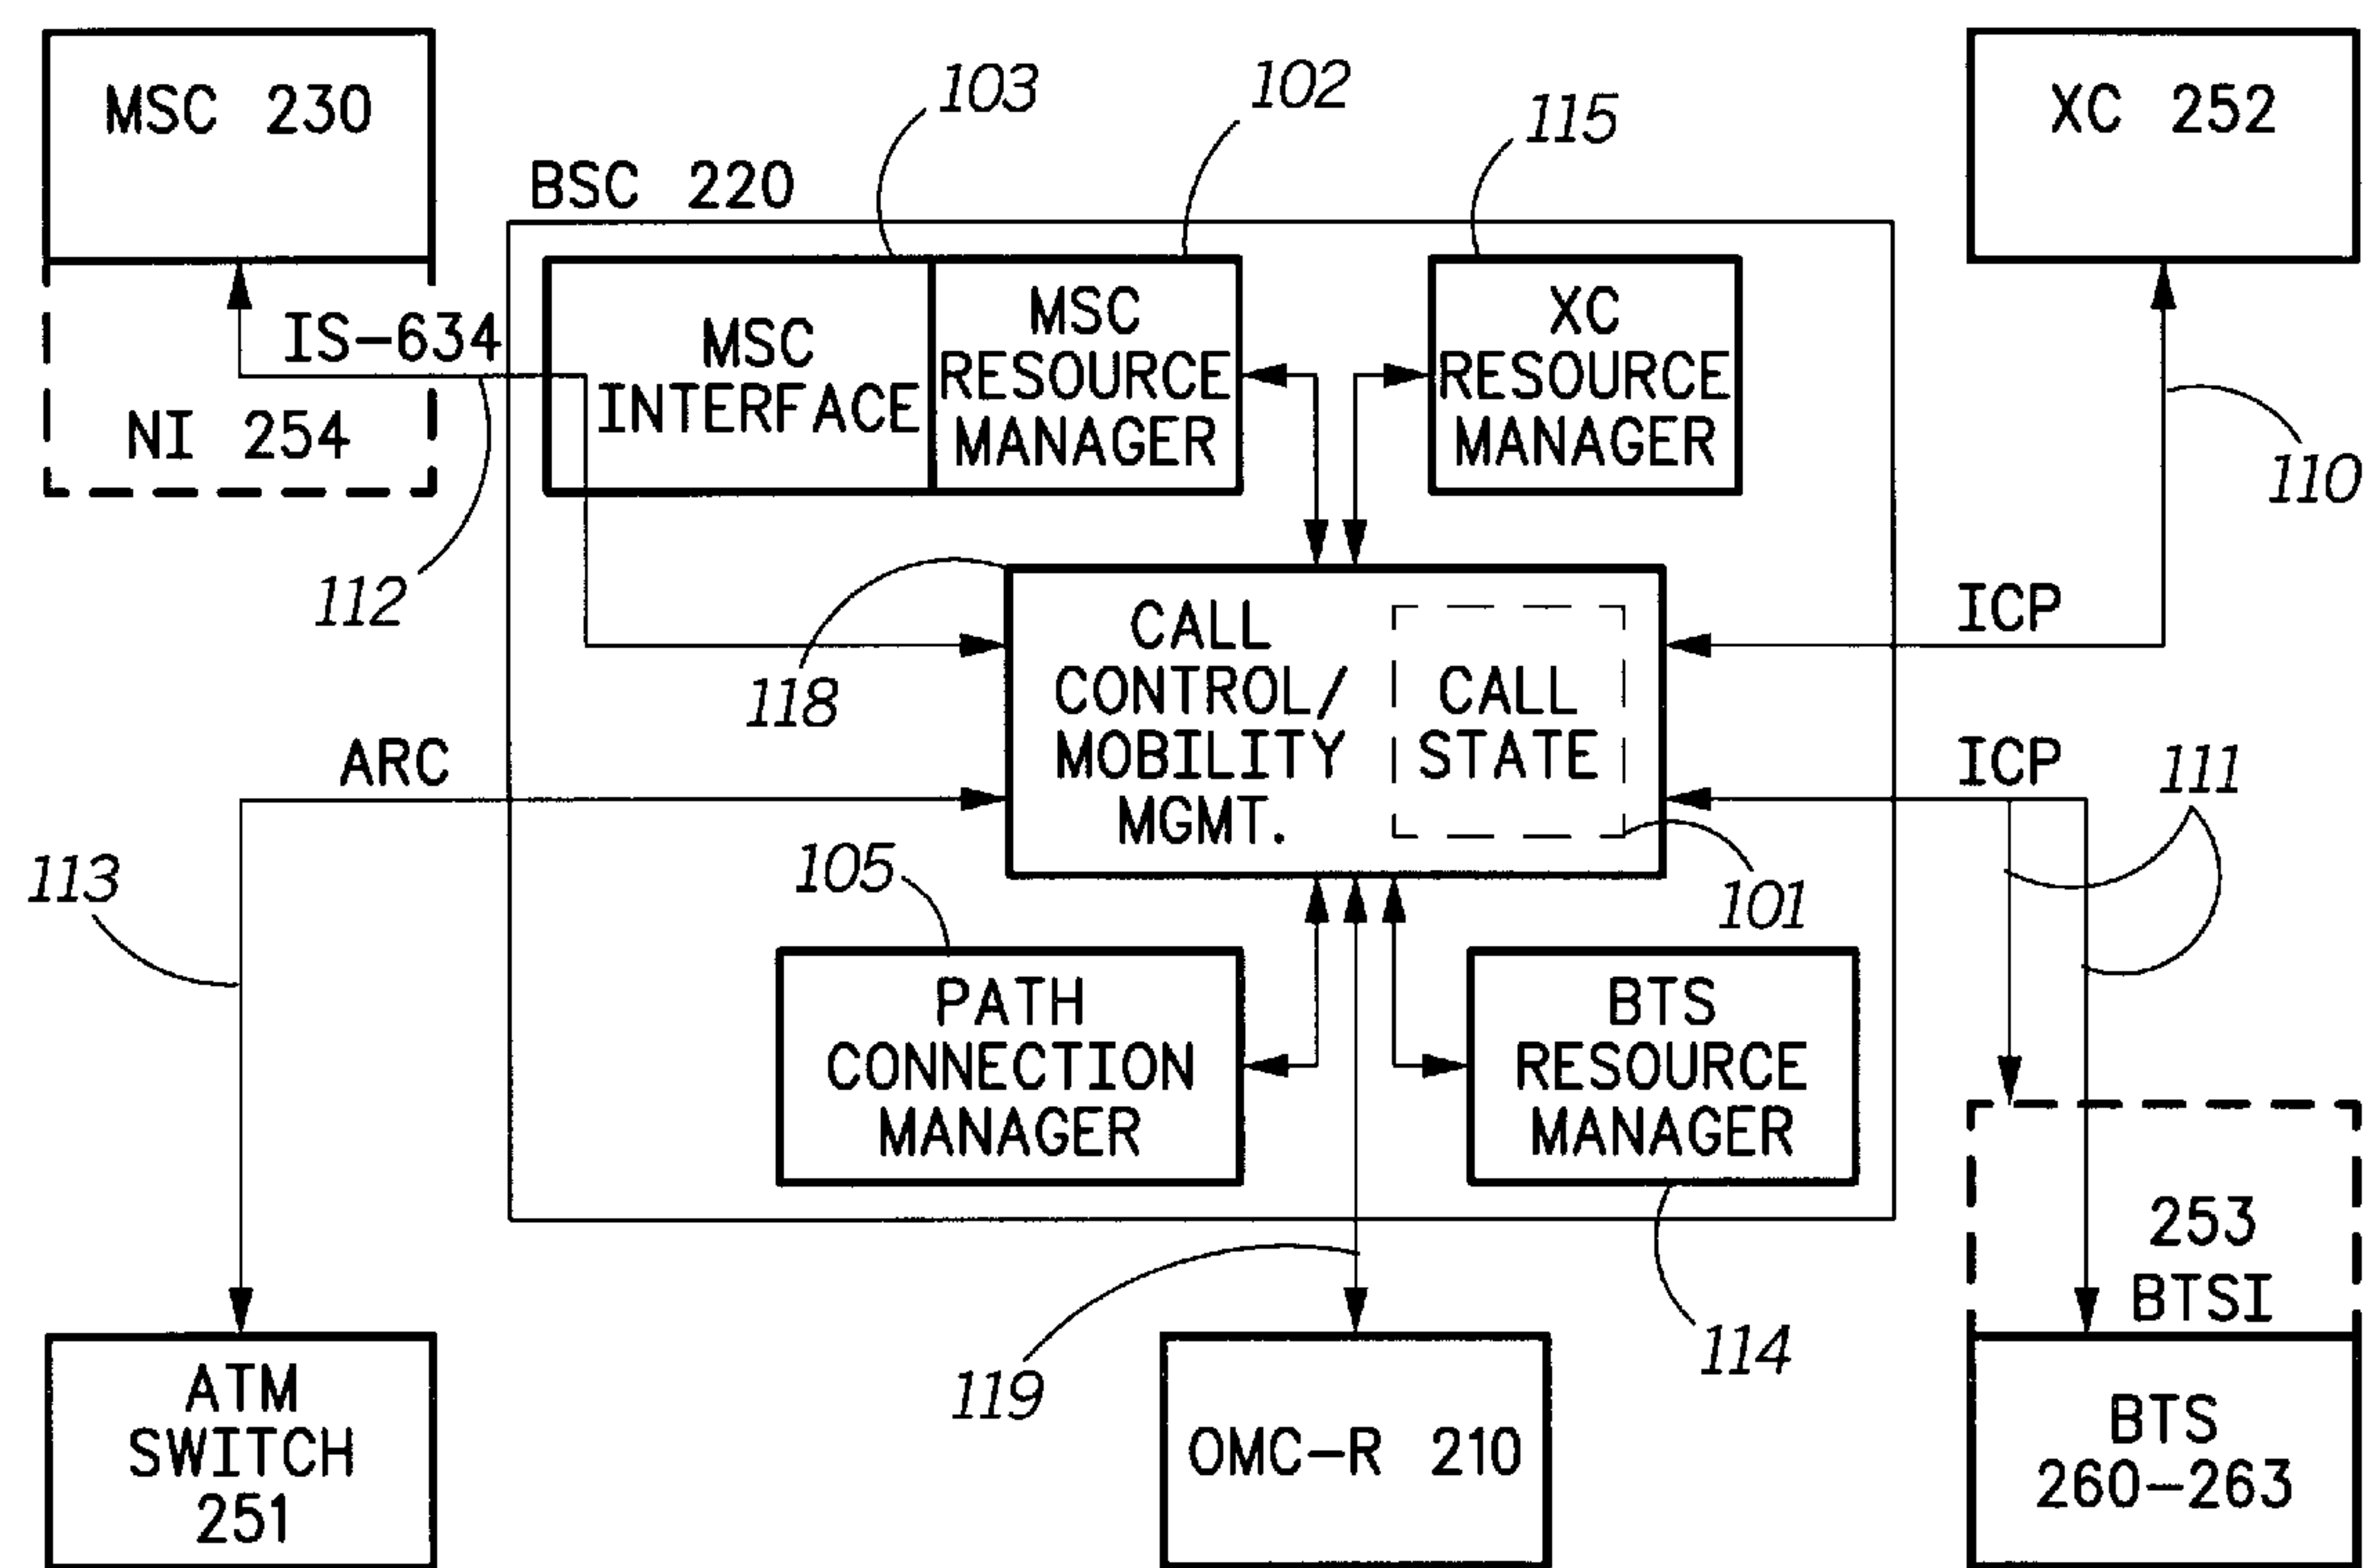 MSC 230
103
102
115
XC 252
BSC 220
IS-634
NI 254
MSC
INTERFACE
MSC
RESOURCE
MANAGER
XC
RESOURCE
MANAGER
110
112
118
CALL
CONTROL/
MOBILITY
MGMT.
CALL
STATE
ICP
ARC
ICP
111
113
105
101
PATH
CONNECTION
MANAGER
BTS
RESOURCE
MANAGER
253
BTSI
119
114
ATM
SWITCH
251
OMC-R 210
BTS
260-263